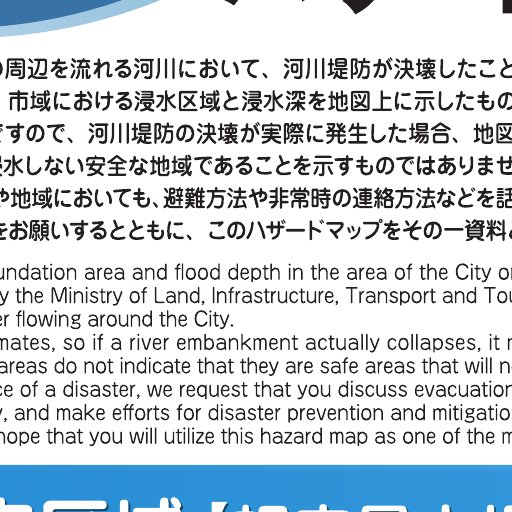 周辺を流れる河川において、河川堤防が決壊したこと
市域における浸水区域と浸水深を地図上に示したもの
ですので、河川堤防の決壊が実際に発生した場合、地図
浸水しない安全な地域であることを示すものではありませ
や地域においても、避難方法や非常時の連絡方法などを話
をお願いするとともに、このハザードマップをその一資料
undation area and flood depth in the area of the City
y the Ministry of Land, Infrastructure, Transport and Tou
er flowing around the City.
mates, so if a river embankment actually collapses, it
areas do not indicate that they are safe areas that will
ce of a disaster, we request that you discuss evacuation
, and make efforts for disaster prevention and mitigatio
hope that you will utilize this hazard map as one of the